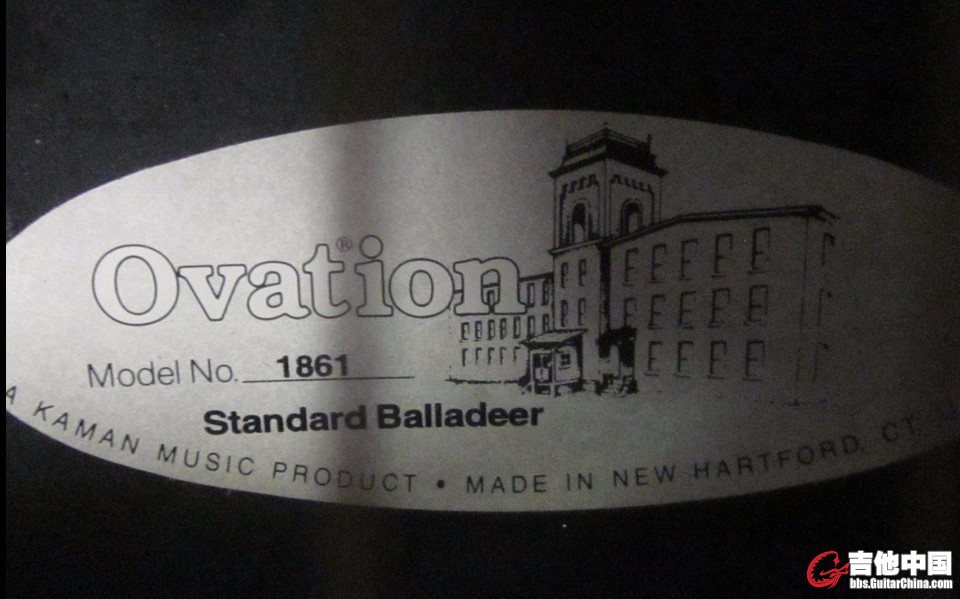 Ovation®
Model No. 1861
Standard Balladeer
A KAMAN MUSIC PRODUCT • MADE IN NEW HARTFORD, CT.
吉他中国
bbs.GuitarChina.com